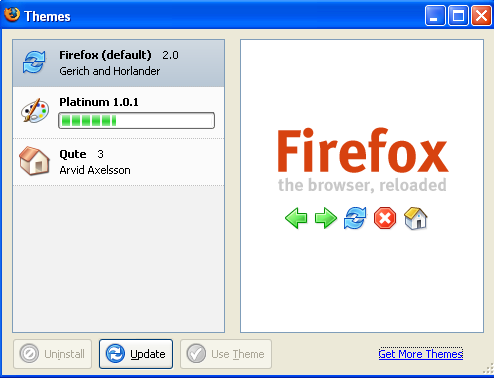 Themes
Firefox (default) 2.0
Gerich and Horlander
Platinum 1.0.1
Qute 3
Arvid Axelsson
Firefox
the browser, reloaded
Uninstall
Update
Use Theme
Get More Themes